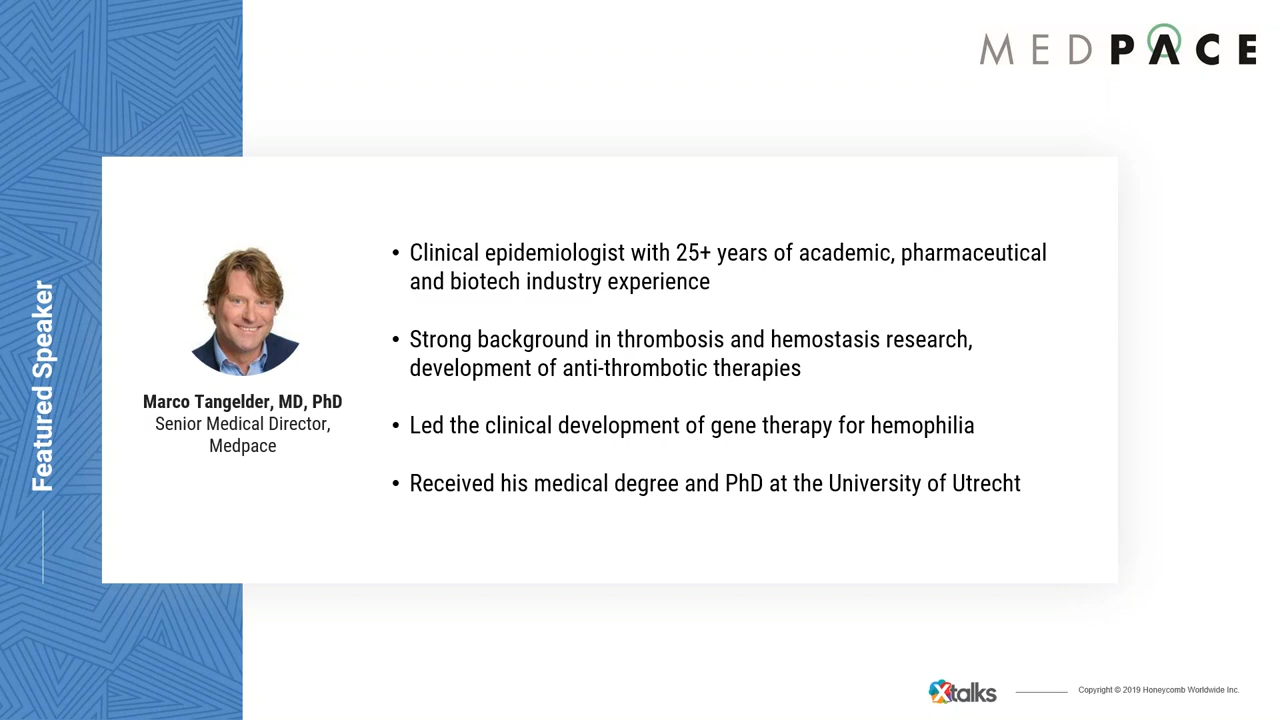 MEDPACE
Featured Speaker
Marco Tangelder, MD, PhD
Senior Medical Director,
Medpace
• Clinical epidemiologist with 25+ years of academic, pharmaceutical
and biotech industry experience
• Strong background in thrombosis and hemostasis research,
development of anti-thrombotic therapies
• Led the clinical development of gene therapy for hemophilia
• Received his medical degree and PhD at the University of Utrecht
Xtalks
Copyright © 2019 Honeycomb Worldwide Inc.